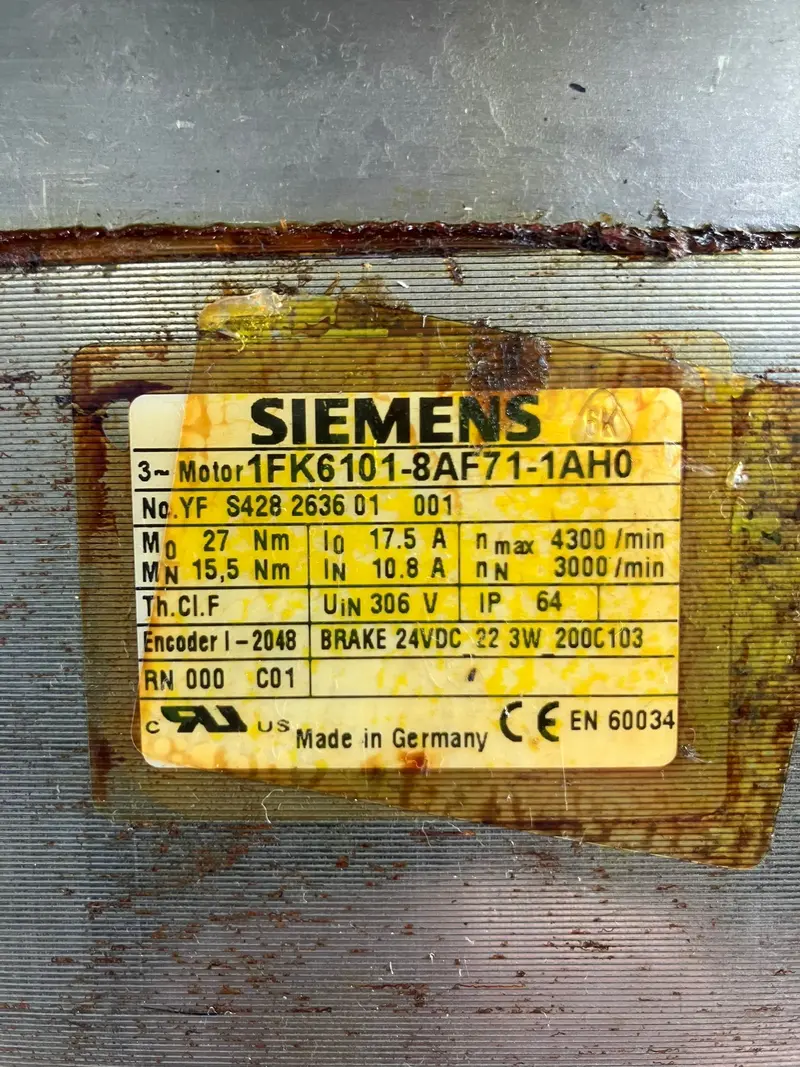 SIEMENS
6K
3~ Motor 1FK6101-8AF71-1AH0
No.YF S428 2636 01 001
M0 27 Nm I0 17.5 A nmax 4300 /min
MN 15,5 Nm IN 10.8 A nN 3000 /min
Th.Cl.F UiN 306 V IP 64
Encoder I-2048 BRAKE 24VDC 22 3W 200C103
RN 000 C01
C RU US Made in Germany CE EN 60034